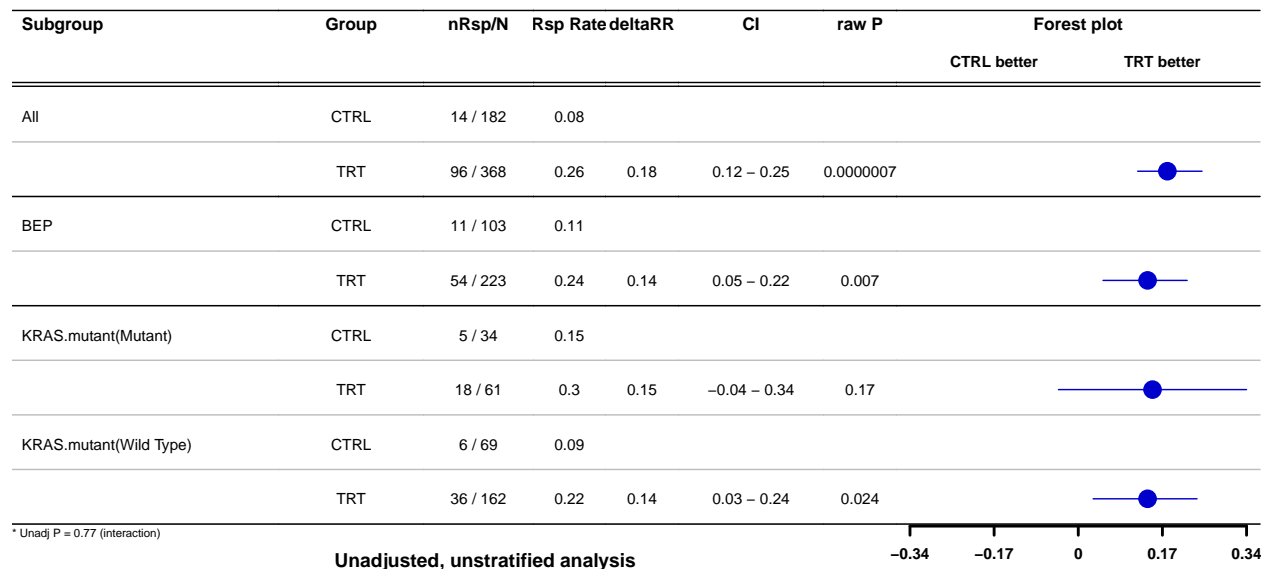 Subgroup Group nRsp/N Rsp Rate deltaRR CI raw P Forest plot
CTRL better TRT better
All CTRL 14 / 182 0.08
TRT 96 / 368 0.26 0.18 0.12 – 0.25 0.0000007
BEP CTRL 11 / 103 0.11
TRT 54 / 223 0.24 0.14 0.05 – 0.22 0.007
KRAS.mutant(Mutant) CTRL 5 / 34 0.15
TRT 18 / 61 0.3 0.15 −0.04 – 0.34 0.17
KRAS.mutant(Wild Type) CTRL 6 / 69 0.09
TRT 36 / 162 0.22 0.14 0.03 – 0.24 0.024
* Unadj P = 0.77 (interaction)
−0.34 −0.17 0 0.17 0.34
Unadjusted, unstratified analysis